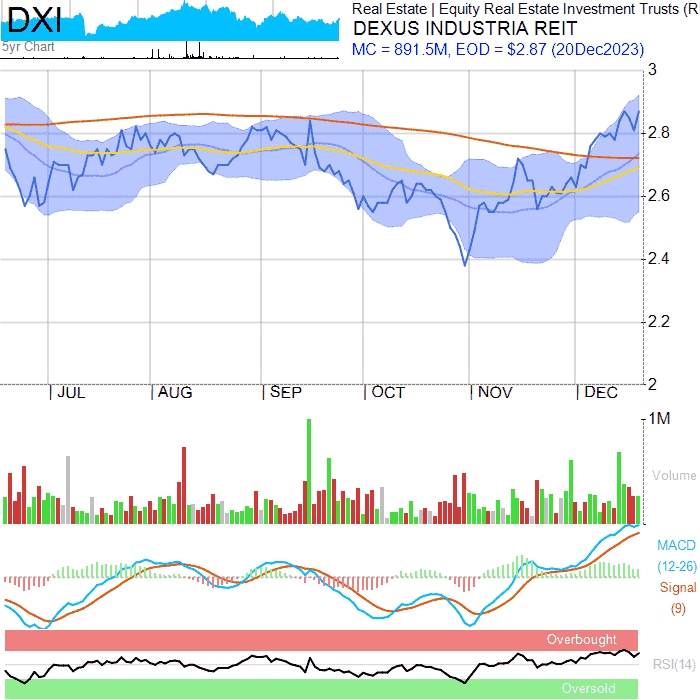 DXI
5yr Chart
Real Estate | Equity Real Estate Investment Trusts (R
DEXUS INDUSTRIA REIT
MC = 891.5M, EOD = $2.87 (20Dec2023)
3
2.8
2.6
2.4
2.2
2
JUL AUG SEP OCT NOV DEC
1M
Volume
MACD
(12-26)
Signal
(9)
Overbought
RSI(14)
Oversold